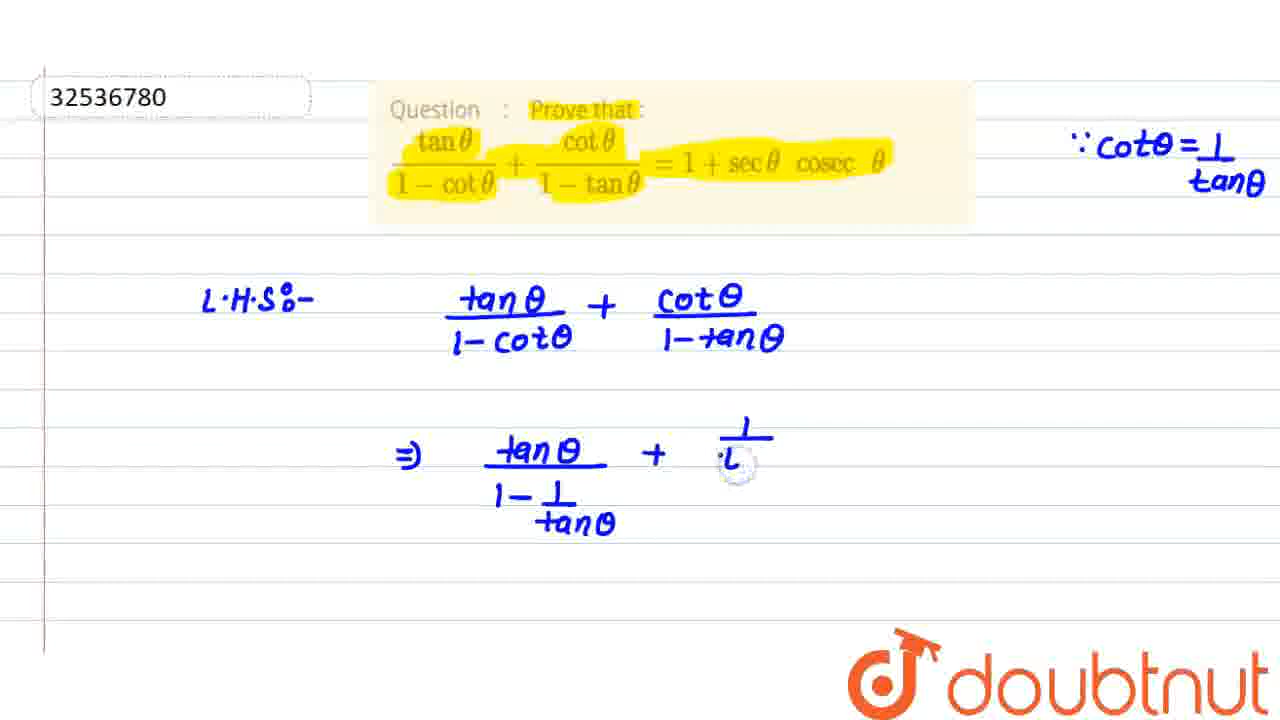 32536780
Question : Prove that :
tanθ/(1 − cotθ) + cotθ/(1 − tanθ) = 1 + secθ cosec θ
∵ cotθ = 1/tanθ
L.H.S:- tanθ/(1 − cotθ) + cotθ/(1 − tanθ)
⇒ tanθ/(1 − 1/tanθ) + 1/
doubtnut